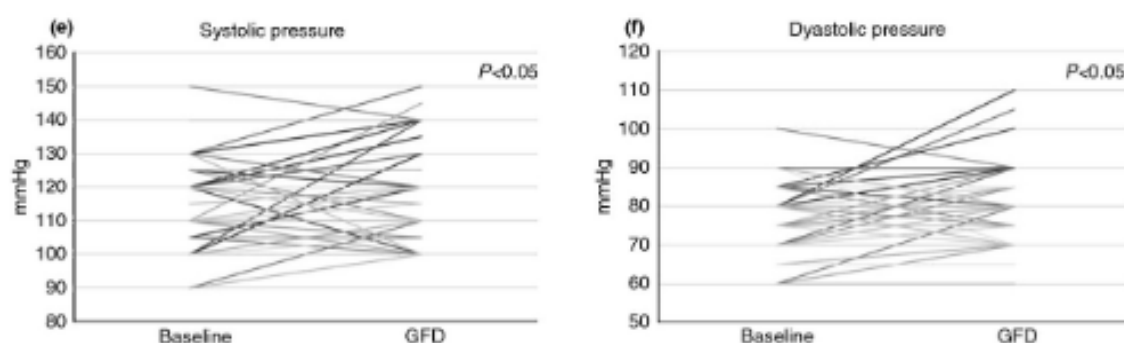 (e) Systolic pressure
P<0.05
mmHg
160
150
140
130
120
110
100
90
80
Baseline GFD
(f) Dyastolic pressure
P<0.05
mmHg
120
110
100
90
80
70
60
50
Baseline GFD